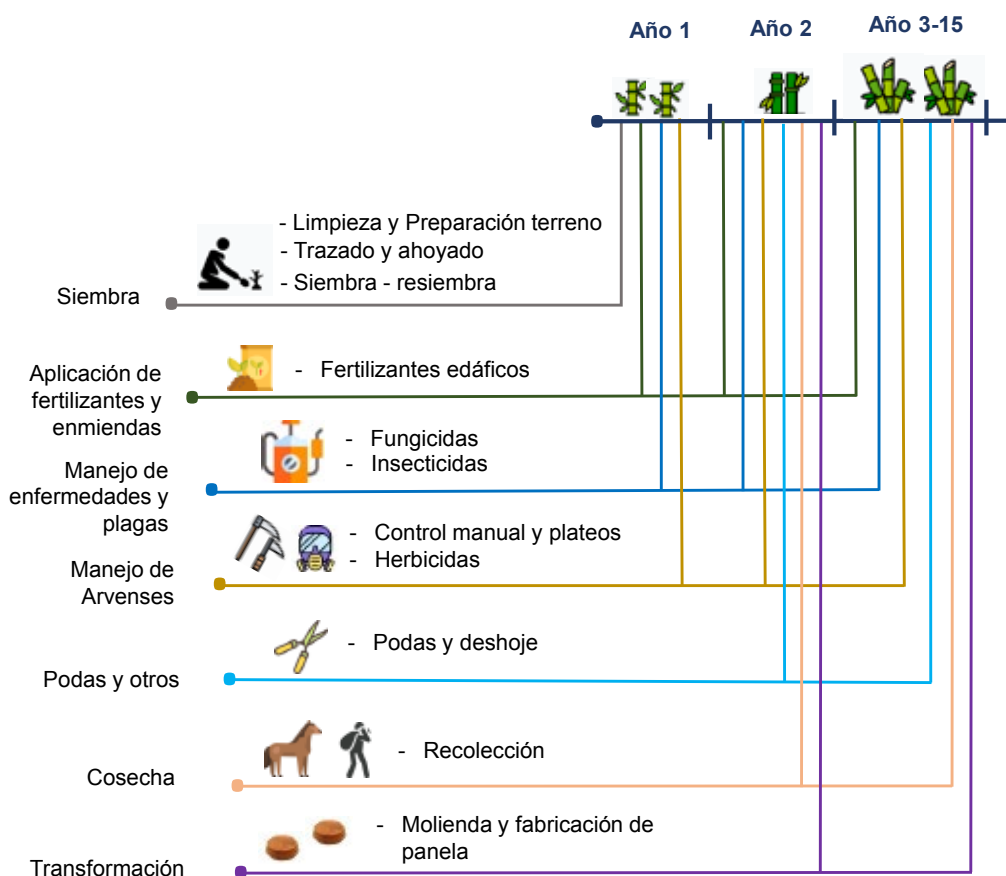 Año 1
Año 2
Año 3-15
- Limpieza y Preparación terreno
- Trazado y ahoyado
- Siembra - resiembra
Siembra
- Fertilizantes edáficos
Aplicación de
fertilizantes y
enmiendas
- Fungicidas
- Insecticidas
Manejo de
enfermedades y
plagas
- Control manual y plateos
- Herbicidas
Manejo de
Arvenses
- Podas y deshoje
Podas y otros
- Recolección
Cosecha
- Molienda y fabricación de
panela
Transformación